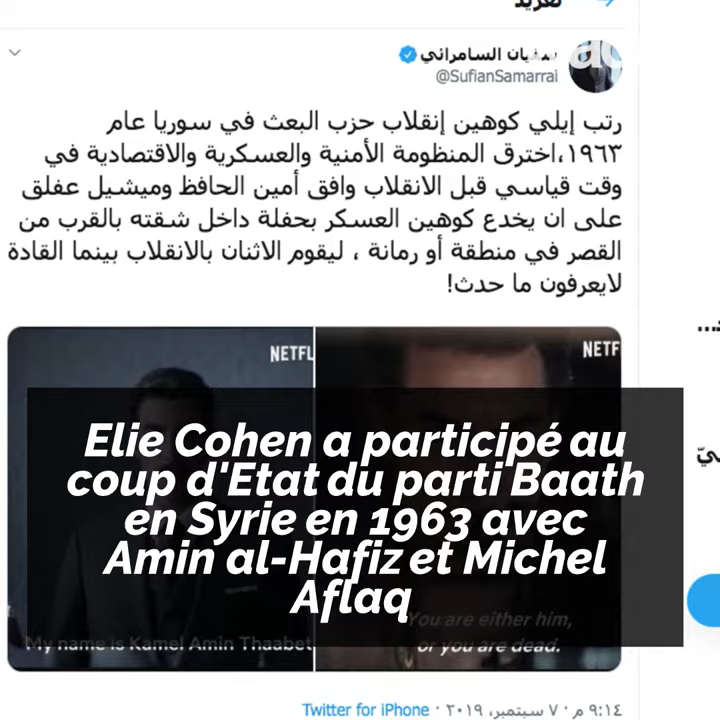 تغريد
سفيان السامرائي
@SufianSamarrai
رتب إيلي كوهين إنقلاب حزب البعث في سوريا عام
١٩٦٣،اخترق المنظومة الأمنية والعسكرية والاقتصادية في
وقت قياسي قبل الانقلاب وافق أمين الحافظ وميشيل عفلق
على ان يخدع كوهين العسكر بحفلة داخل شقته بالقرب من
القصر في منطقة أو رمانة ، ليقوم الاثنان بالانقلاب بينما القادة
لايعرفون ما حدث!
NETFL
NETF
Elie Cohen a participé au
coup d'Etat du parti Baath
en Syrie en 1963 avec
Amin al-Hafiz et Michel
Aflaq
My name is Kamel Amin Thaabet
You are either him,
or you are dead.
٩:١٤ م · ٧ سبتمبر، ٢٠١٩ · Twitter for iPhone